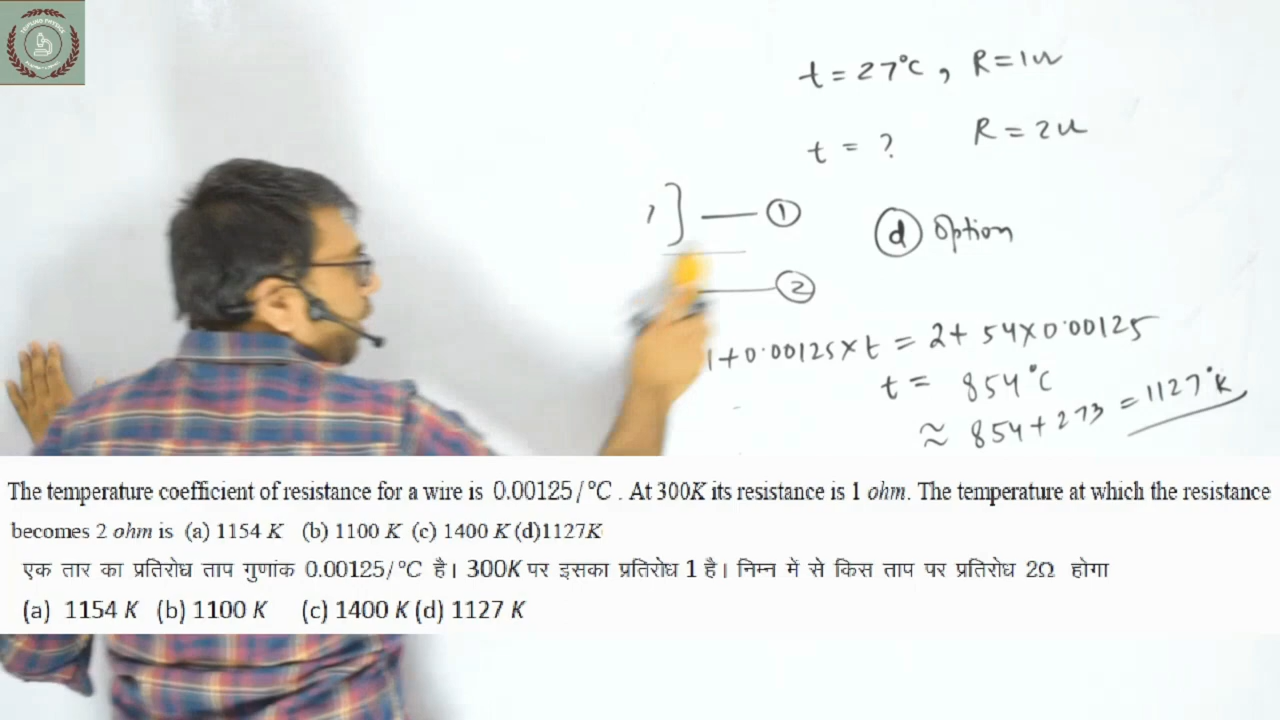 t = 27°C, R = 1Ω
t = ? R = 2Ω
] — ①
ⓓ Option
— ②
1+0.00125×t = 2+54×0.00125
t = 854°C
≈ 854+273 = 1127°K
The temperature coefficient of resistance for a wire is 0.00125/°C . At 300K its resistance is 1 ohm. The temperature at which the resistance
becomes 2 ohm is (a) 1154 K (b) 1100 K (c) 1400 K (d)1127K
एक तार का प्रतिरोध ताप गुणांक 0.00125/°C है। 300K पर इसका प्रतिरोध 1 है। निम्न में से किस ताप पर प्रतिरोध 2Ω होगा
(a) 1154 K (b) 1100 K (c) 1400 K (d) 1127 K